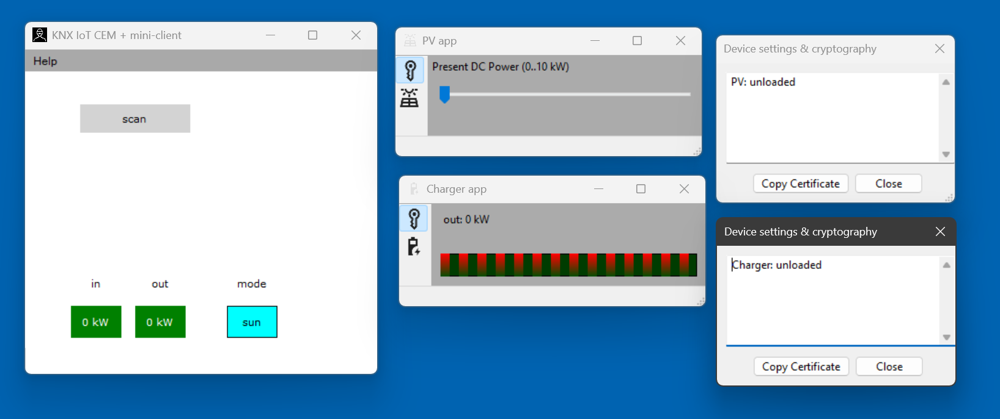 KNX IoT CEM + mini-client
Help
scan
in
out
mode
0 kW
0 kW
sun
PV app
Present DC Power (0..10 kW)
Charger app
out: 0 kW
Device settings & cryptography
PV: unloaded
Copy Certificate
Close
Device settings & cryptography
Charger: unloaded
Copy Certificate
Close